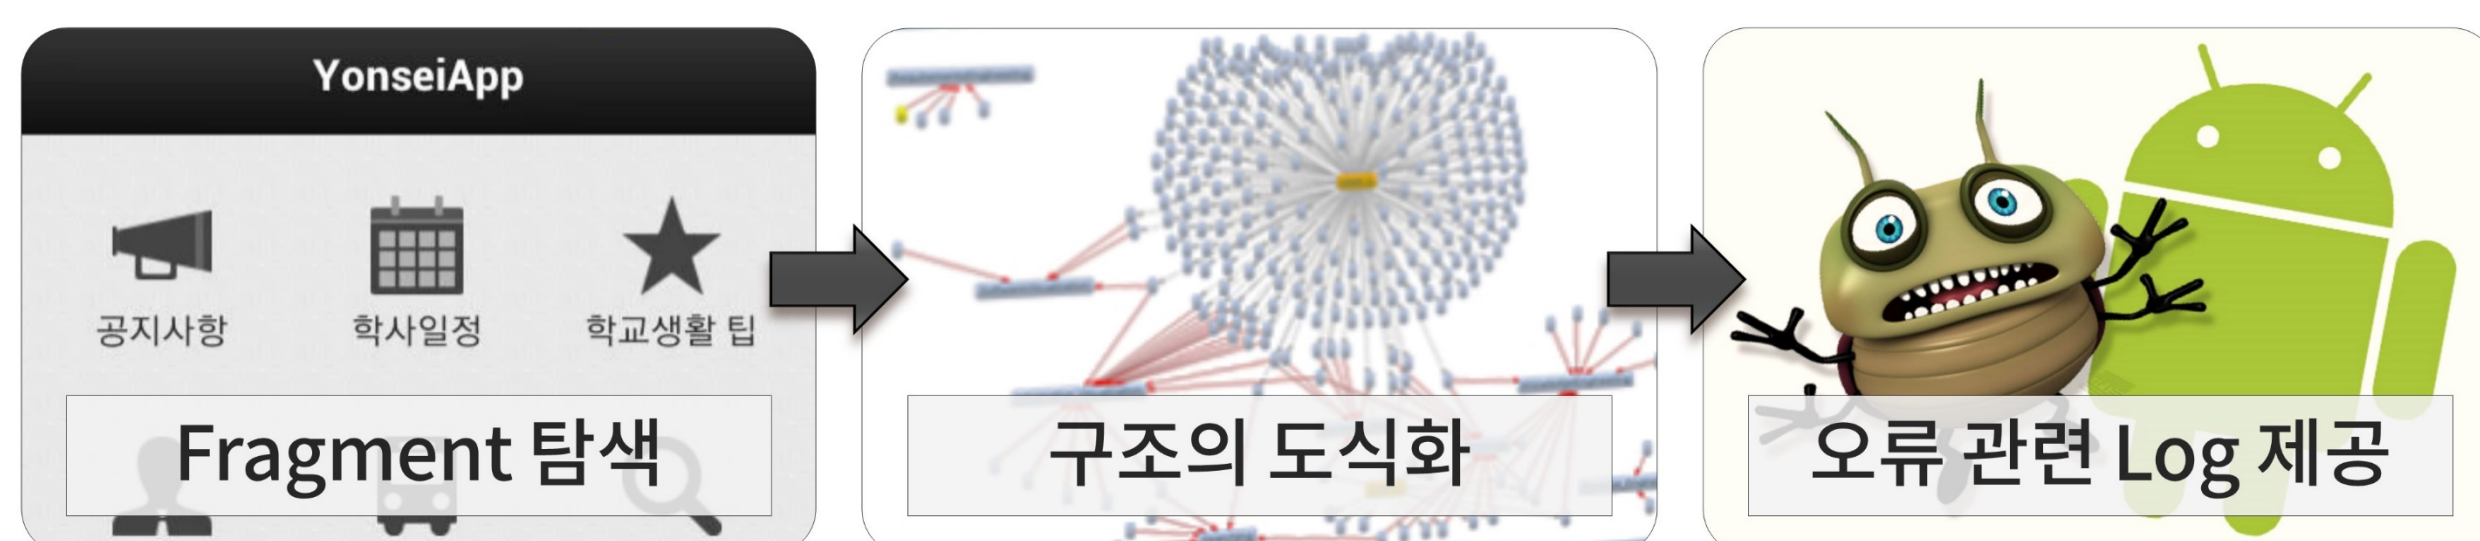 YonseiApp
공지사항
학사일정
학교생활 팁
Fragment 탐색
구조의 도식화
오류 관련 Log 제공